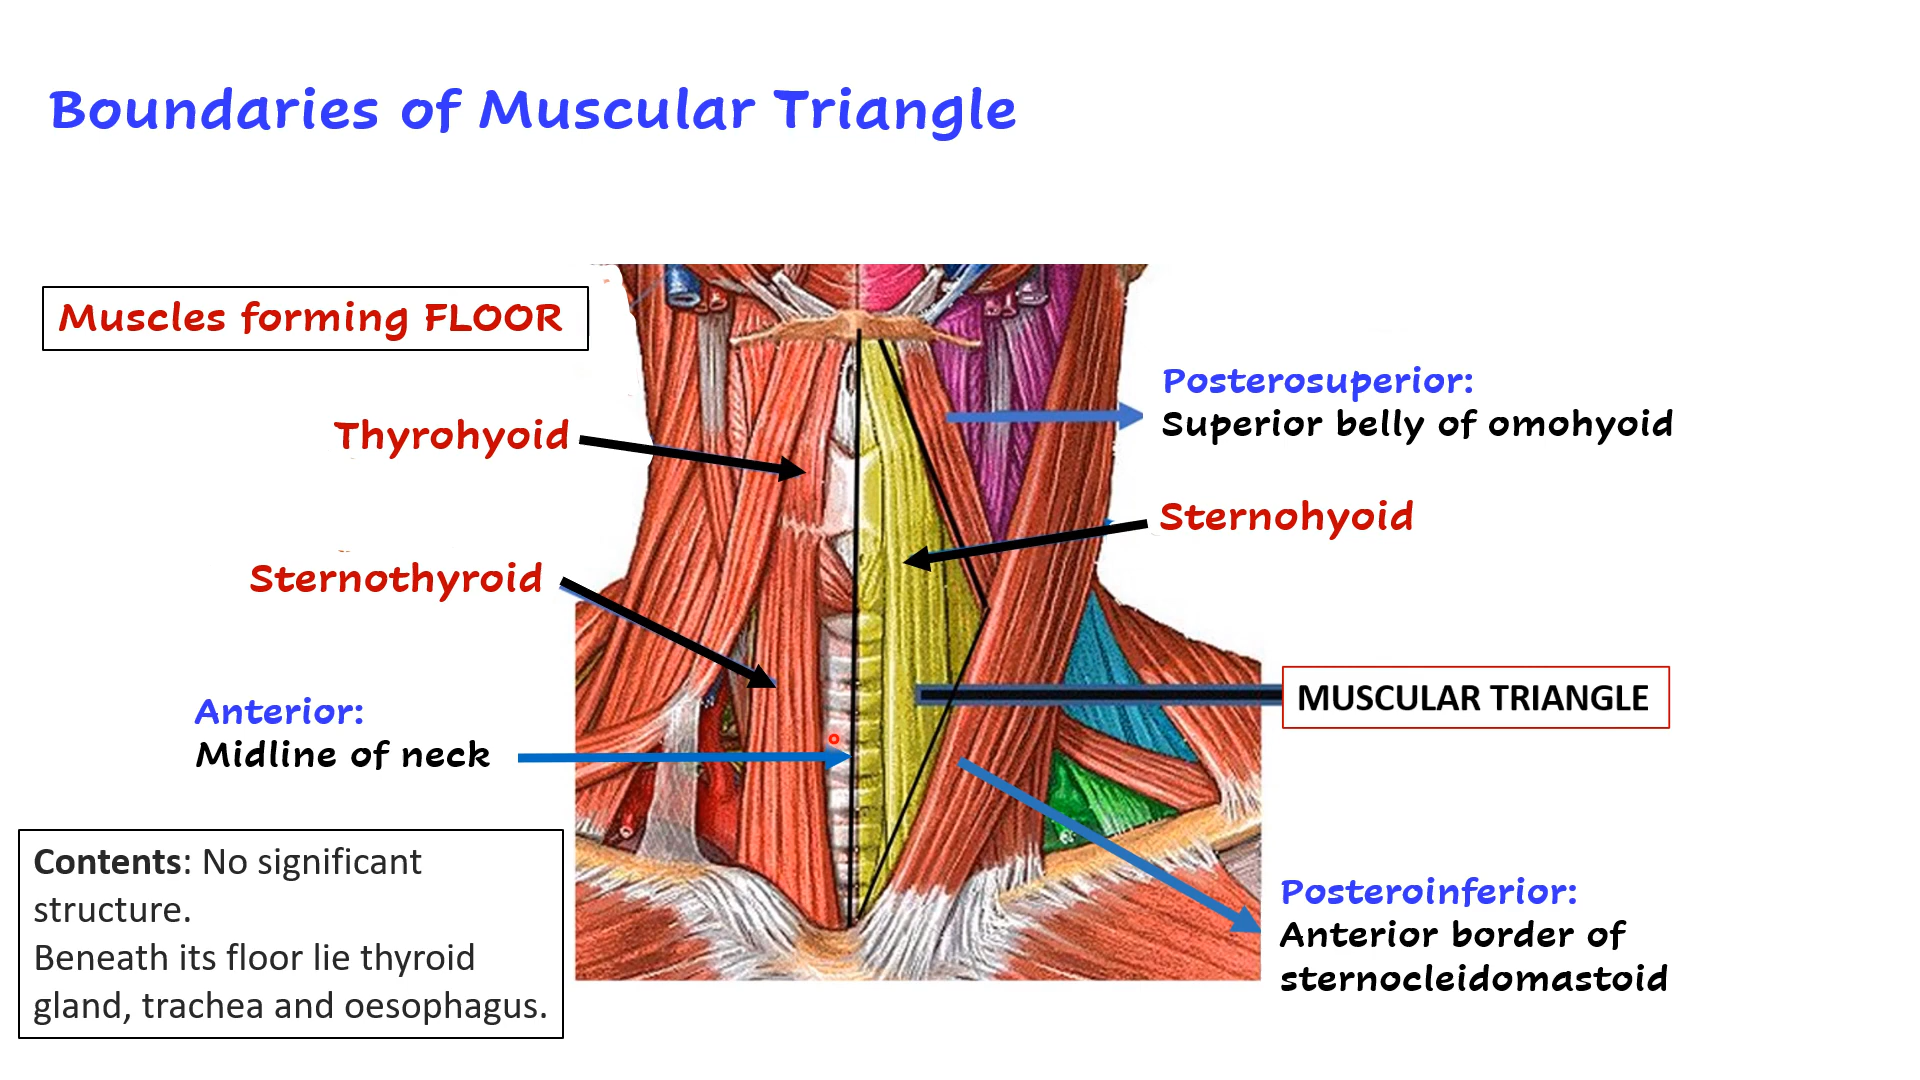 Boundaries of Muscular Triangle
Muscles forming FLOOR
Thyrohyoid
Sternothyroid
Anterior:
Midline of neck
Contents: No significant
structure.
Beneath its floor lie thyroid
gland, trachea and oesophagus.
Posterosuperior:
Superior belly of omohyoid
Sternohyoid
MUSCULAR TRIANGLE
Posteroinferior:
Anterior border of
sternocleidomastoid